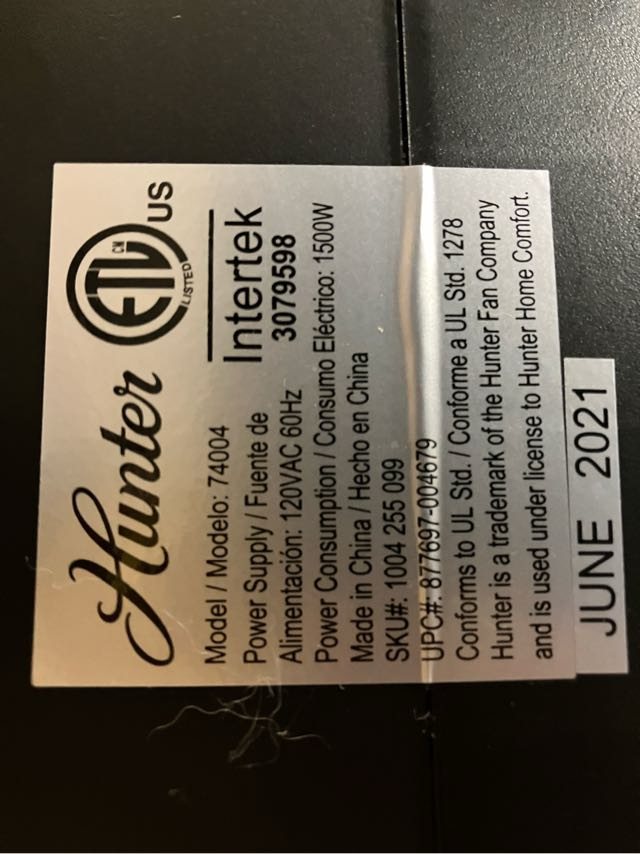 Hunter
ETL CM
LISTED
US
Intertek
3079598
Model / Modelo: 74004
Power Supply / Fuente de
Alimentación: 120VAC 60Hz
Power Consumption / Consumo Eléctrico: 1500W
Made in China / Hecho en China
SKU#: 1004 255 099
UPC#: 877697-004679
Conforms to UL Std. / Conforme a UL Std. 1278
Hunter is a trademark of the Hunter Fan Company
and is used under license to Hunter Home Comfort.
JUNE 2021